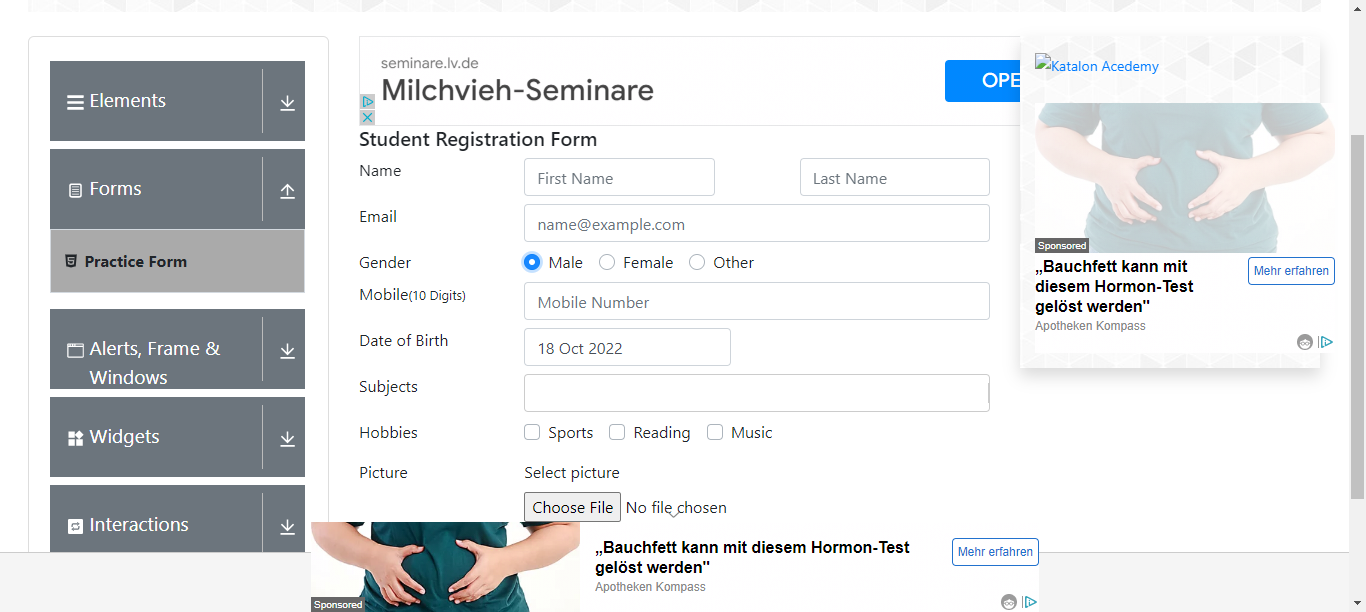 Elements
Forms
Practice Form
Alerts, Frame &
Windows
Widgets
Interactions
seminare.lv.de
Milchvieh-Seminare
OPE
Student Registration Form
Name
First Name
Last Name
Email
name@example.com
Gender
Male
Female
Other
Mobile(10 Digits)
Mobile Number
Date of Birth
18 Oct 2022
Subjects
Hobbies
Sports
Reading
Music
Picture
Select picture
Choose File
No file chosen
Katalon Acedemy
Sponsored
„Bauchfett kann mit
diesem Hormon-Test
gelöst werden"
Mehr erfahren
Apotheken Kompass
Sponsored
„Bauchfett kann mit diesem Hormon-Test
gelöst werden"
Mehr erfahren
Apotheken Kompass